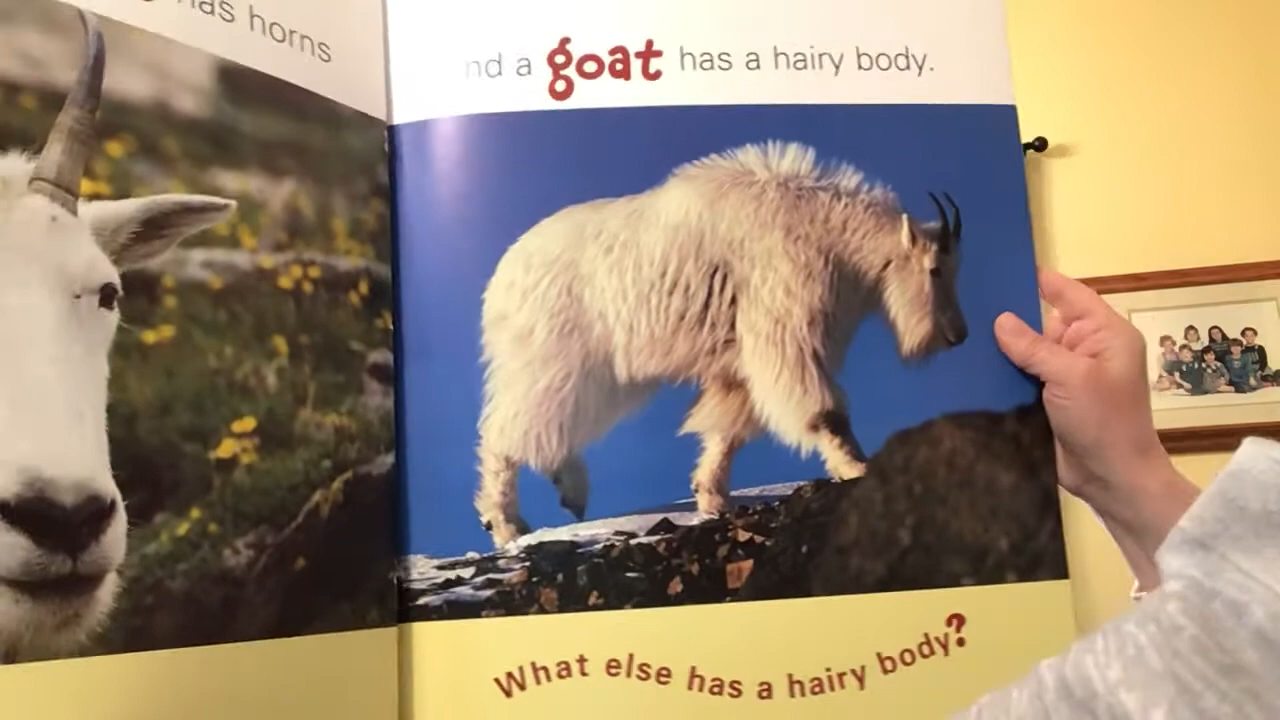 has horns
nd a goat has a hairy body.
What else has a hairy body?